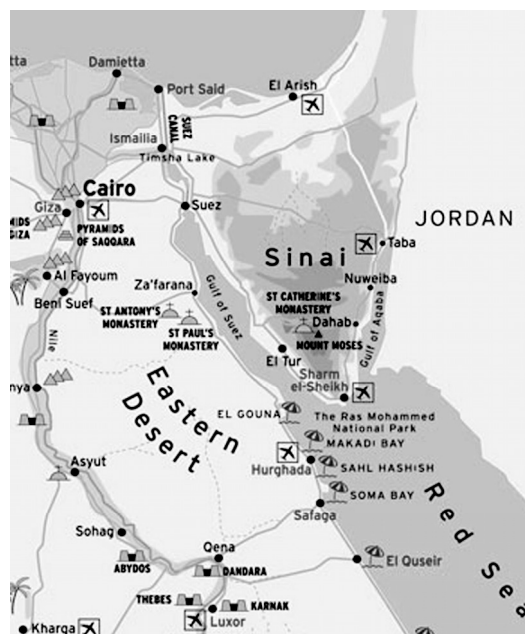 tta
Damietta
Port Said
El Arish
SUEZ
CANAL
Ismailia
Timsha Lake
Cairo
Giza
MIDS
GIZA
PYRAMIDS
OF SAQQARA
Suez
JORDAN
Taba
Sinai
Al Fayoum
Beni Suef
Za'farana
Nuweiba
ST CATHERINE'S
MONASTERY
ST ANTONY'S
MONASTERY
ST PAUL'S
MONASTERY
Gulf of Suez
Dahab
MOUNT MOSES
Gulf of Aqaba
Nile
El Tur
Sharm
el-Sheikh
nya
Eastern
Desert
EL GOUNA
The Ras Mohammed
National Park
MAKADI BAY
Hurghada
SAHL HASHISH
SOMA BAY
Asyut
Safaga
Red Sea
Sohag
ABYDOS
Qena
DANDARA
El Quseir
THEBES
KARNAK
Luxor
Kharga